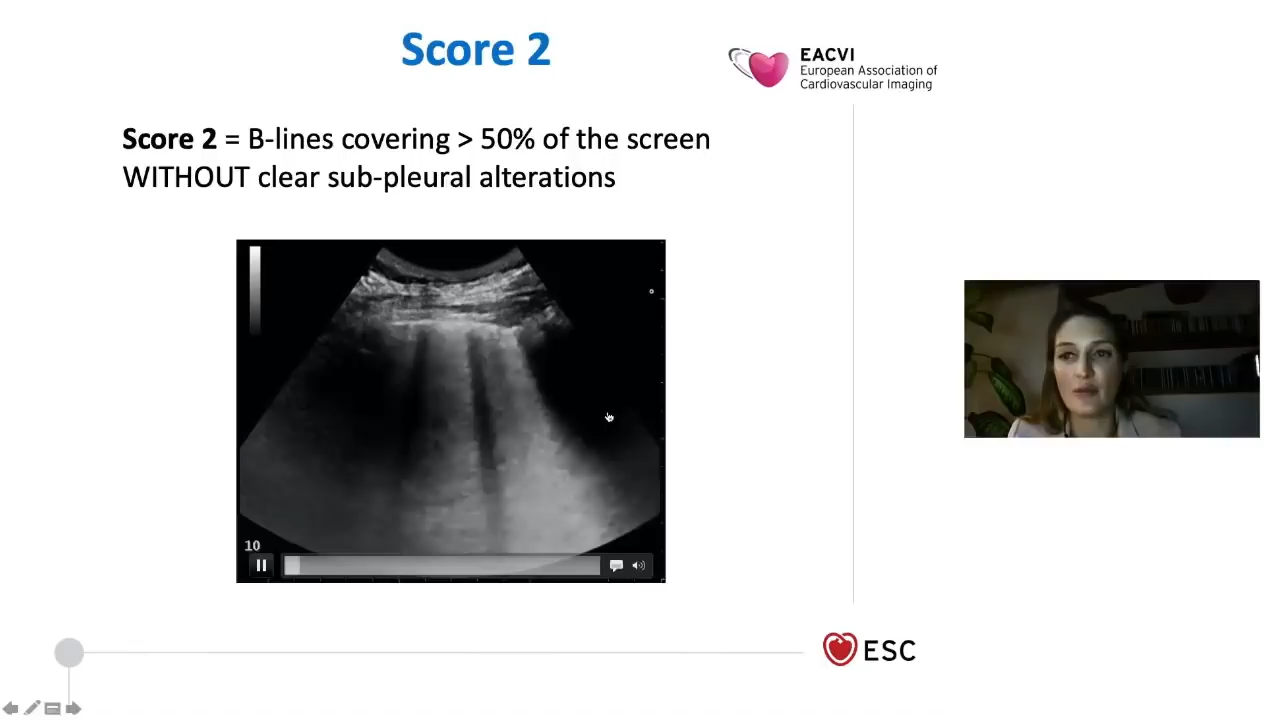 Score 2
EACVI
European Association of
Cardiovascular Imaging
Score 2 = B-lines covering > 50% of the screen
WITHOUT clear sub-pleural alterations
10
ESC